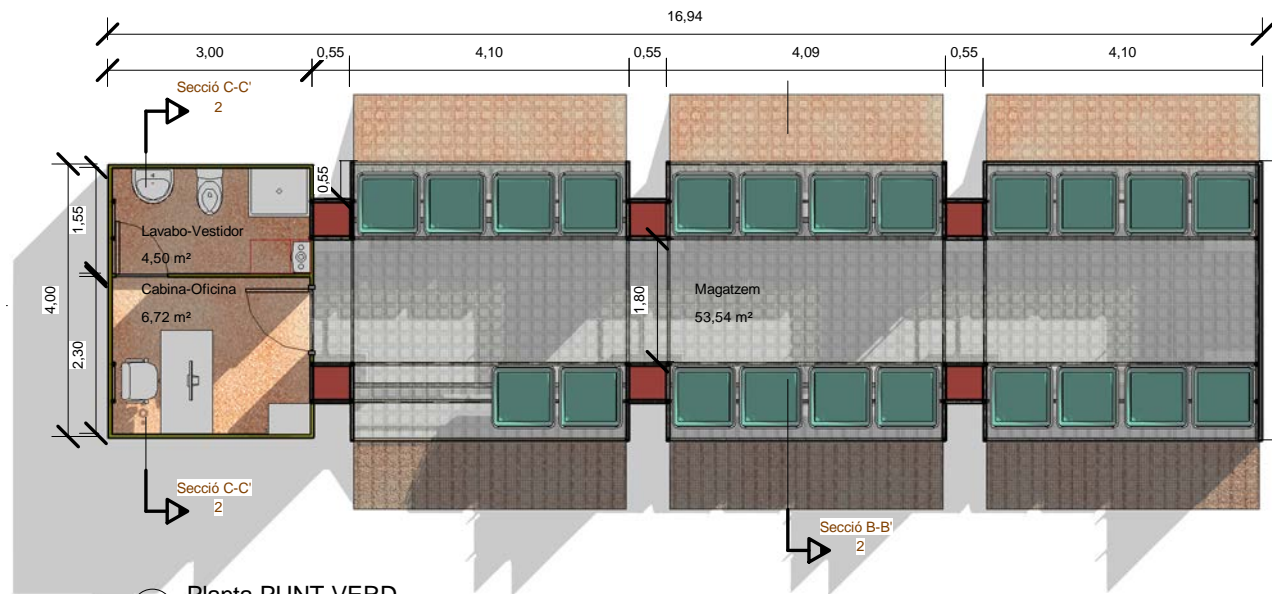 16,94
3,00
0,55
4,10
0,55
4,09
0,55
4,10
Secció C-C'
2
0,55
1,55
4,00
2,30
Lavabo-Vestidor
4,50 m²
Cabina-Oficina
6,72 m²
1,80
Magatzem
53,54 m²
Secció C-C'
2
Secció B-B'
2
Planta PUNT VERD